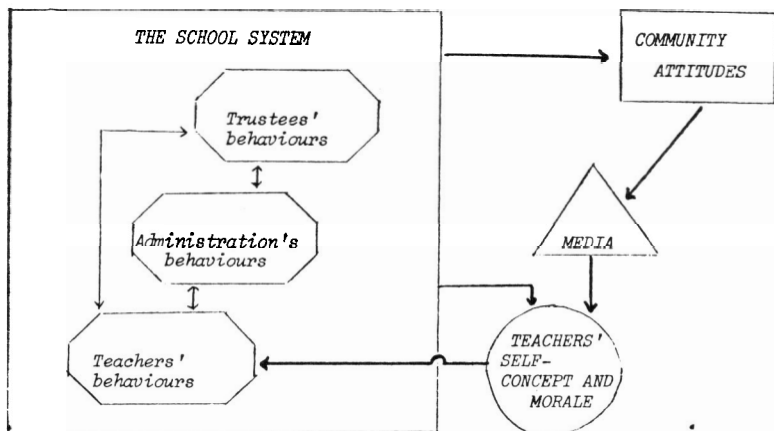 THE SCHOOL SYSTEM
COMMUNITY
ATTITUDES
Trustees'
behaviours
Administration's
behaviours
MEDIA
Teachers'
behaviours
TEACHERS'
SELF-
CONCEPT AND
MORALE